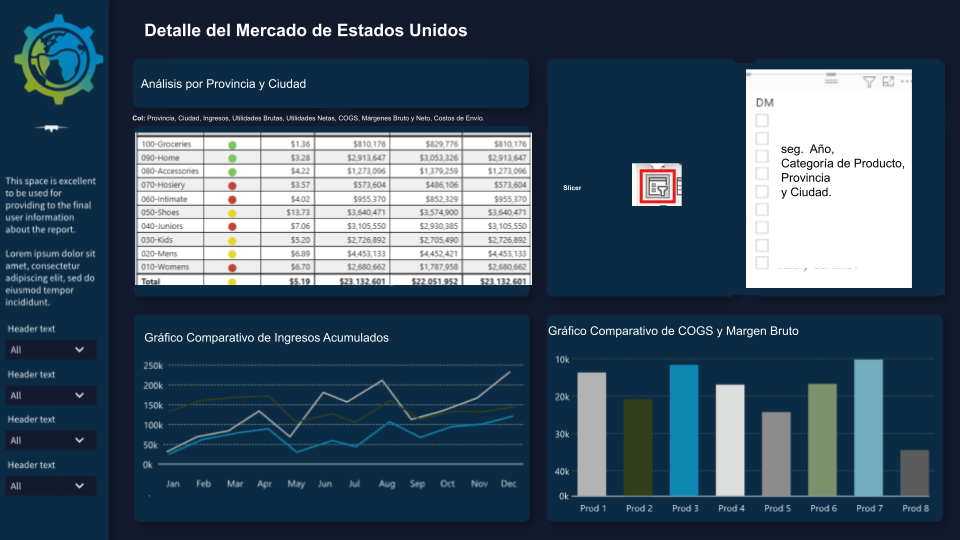 Detalle del Mercado de Estados Unidos
This space is excellent
to be used for
providing to the final
user information
about the report.
Lorem ipsum dolor sit
amet, consectetur
adipiscing elit, sed do
eiusmod tempor
incididunt.
Header text
All
Header text
All
Header text
All
Header text
All
Análisis por Provincia y Ciudad
Col: Provincia, Ciudad, Ingresos, Utilidades Brutas, Utilidades Netas, COGS, Márgenes Bruto y Neto, Costos de Envío.
100-Groceries $1.36 $810,176 $829,776 $810,176
090-Home $3.28 $2,913,647 $3,053,326 $2,913,647
080-Accessories $4.22 $1,273,096 $1,379,259 $1,273,096
070-Hosiery $3.57 $573,604 $486,106 $573,604
060-Intimate $4.02 $955,370 $852,329 $955,370
050-Shoes $13.73 $3,640,471 $3,574,900 $3,640,471
040-Juniors $7.06 $3,105,550 $2,930,385 $3,105,550
030-Kids $5.20 $2,726,892 $2,705,490 $2,726,892
020-Mens $6.89 $4,453,133 $4,452,421 $4,453,133
010-Womens $6.70 $2,680,662 $1,787,958 $2,680,662
Total $5.19 $23,132,601 $22,051,952 $23,132,601
Slicer
DM
seg. Año,
Categoría de Producto,
Provincia
y Ciudad.
Gráfico Comparativo de Ingresos Acumulados
250k
200k
150k
100k
50k
0k
Jan Feb Mar Apr May Jun Jul Aug Sep Oct Nov Dec
Gráfico Comparativo de COGS y Margen Bruto
10k
20k
30k
40k
0k
Prod 1 Prod 2 Prod 3 Prod 4 Prod 5 Prod 6 Prod 7 Prod 8